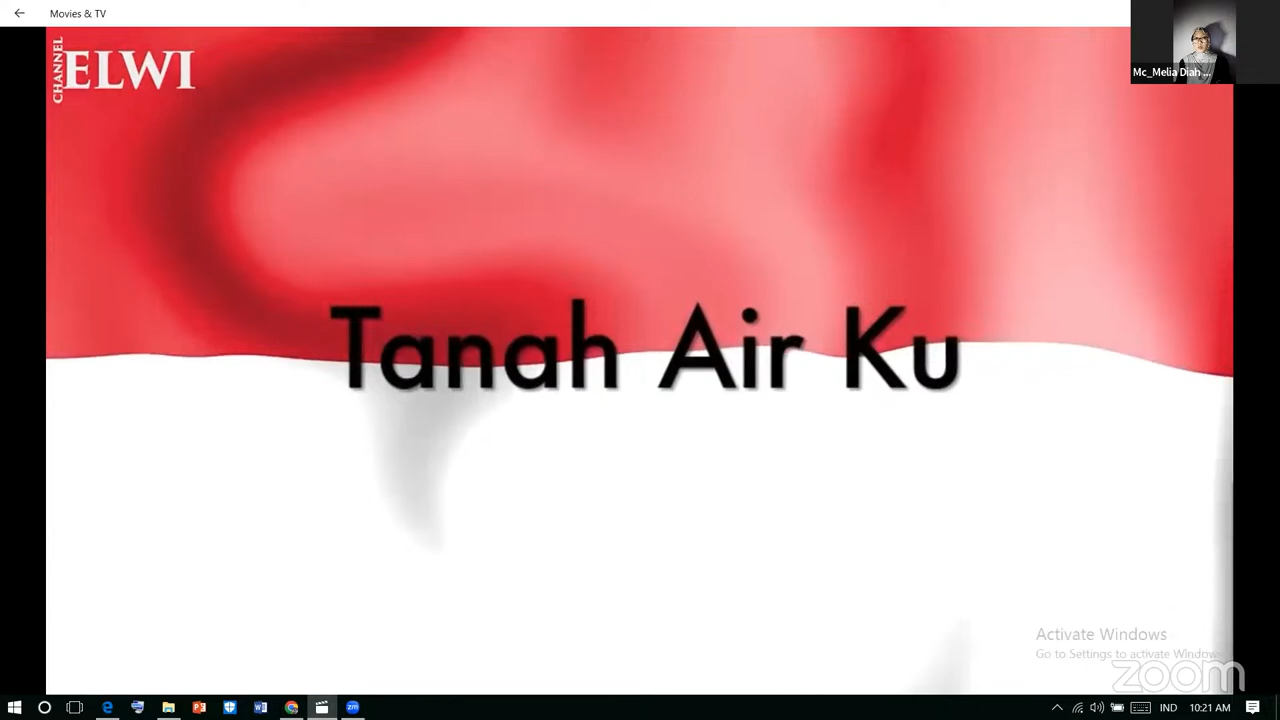 Movies & TV
CHANNEL
ELWI
Mc_Melia Diah ...
Tanah Air Ku
Activate Windows
Go to Settings to activate Windows
zoom
IND
10:21 AM